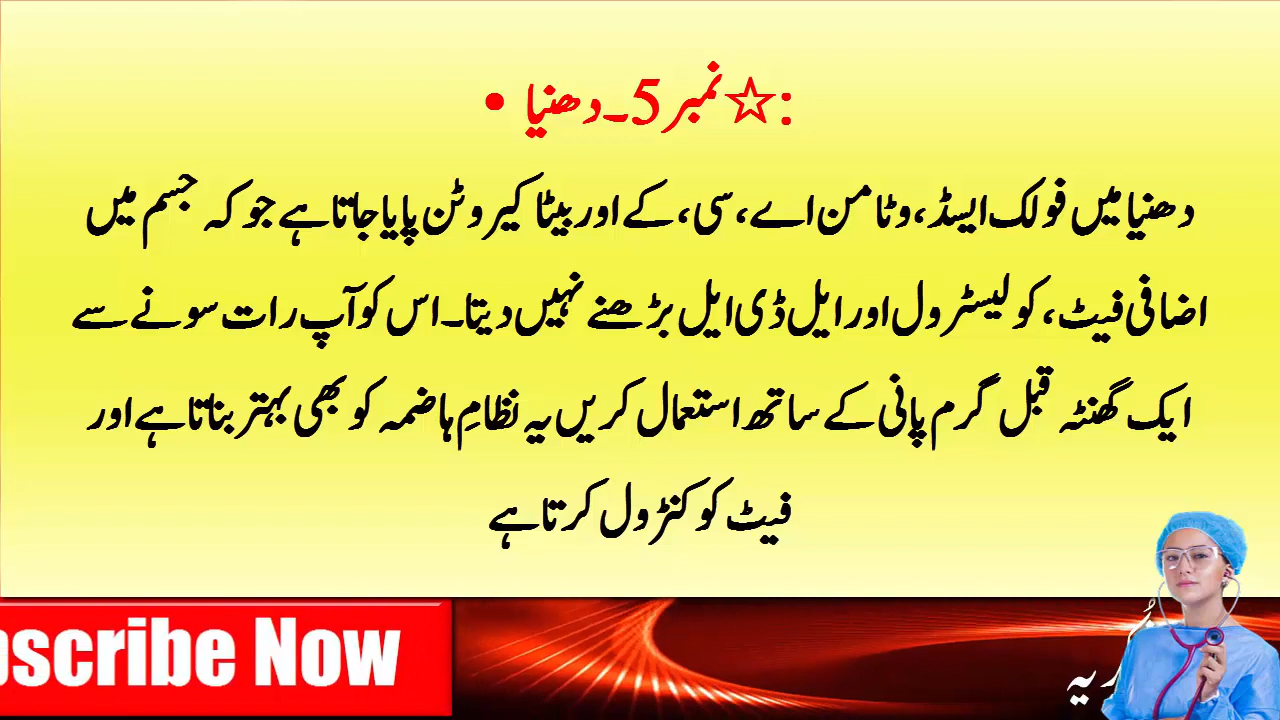 :☆نمبر5۔دھنیا •
دھنیا میں فولک ایسڈ، وٹامن اے، سی، کے اور بیٹا کیروٹن پایا جاتا ہے جو کہ جسم میں
اضافی فیٹ، کولیسٹرول اور ایل ڈی ایل بڑھنے نہیں دیتا۔اس کو آپ رات سونے سے
ایک گھنٹہ قبل گرم پانی کے ساتھ استعمال کریں یہ نظامِ ہاضمہ کو بھی بہتر بناتا ہے اور
فیٹ کو کنٹرول کرتا ہے
bscribe Now